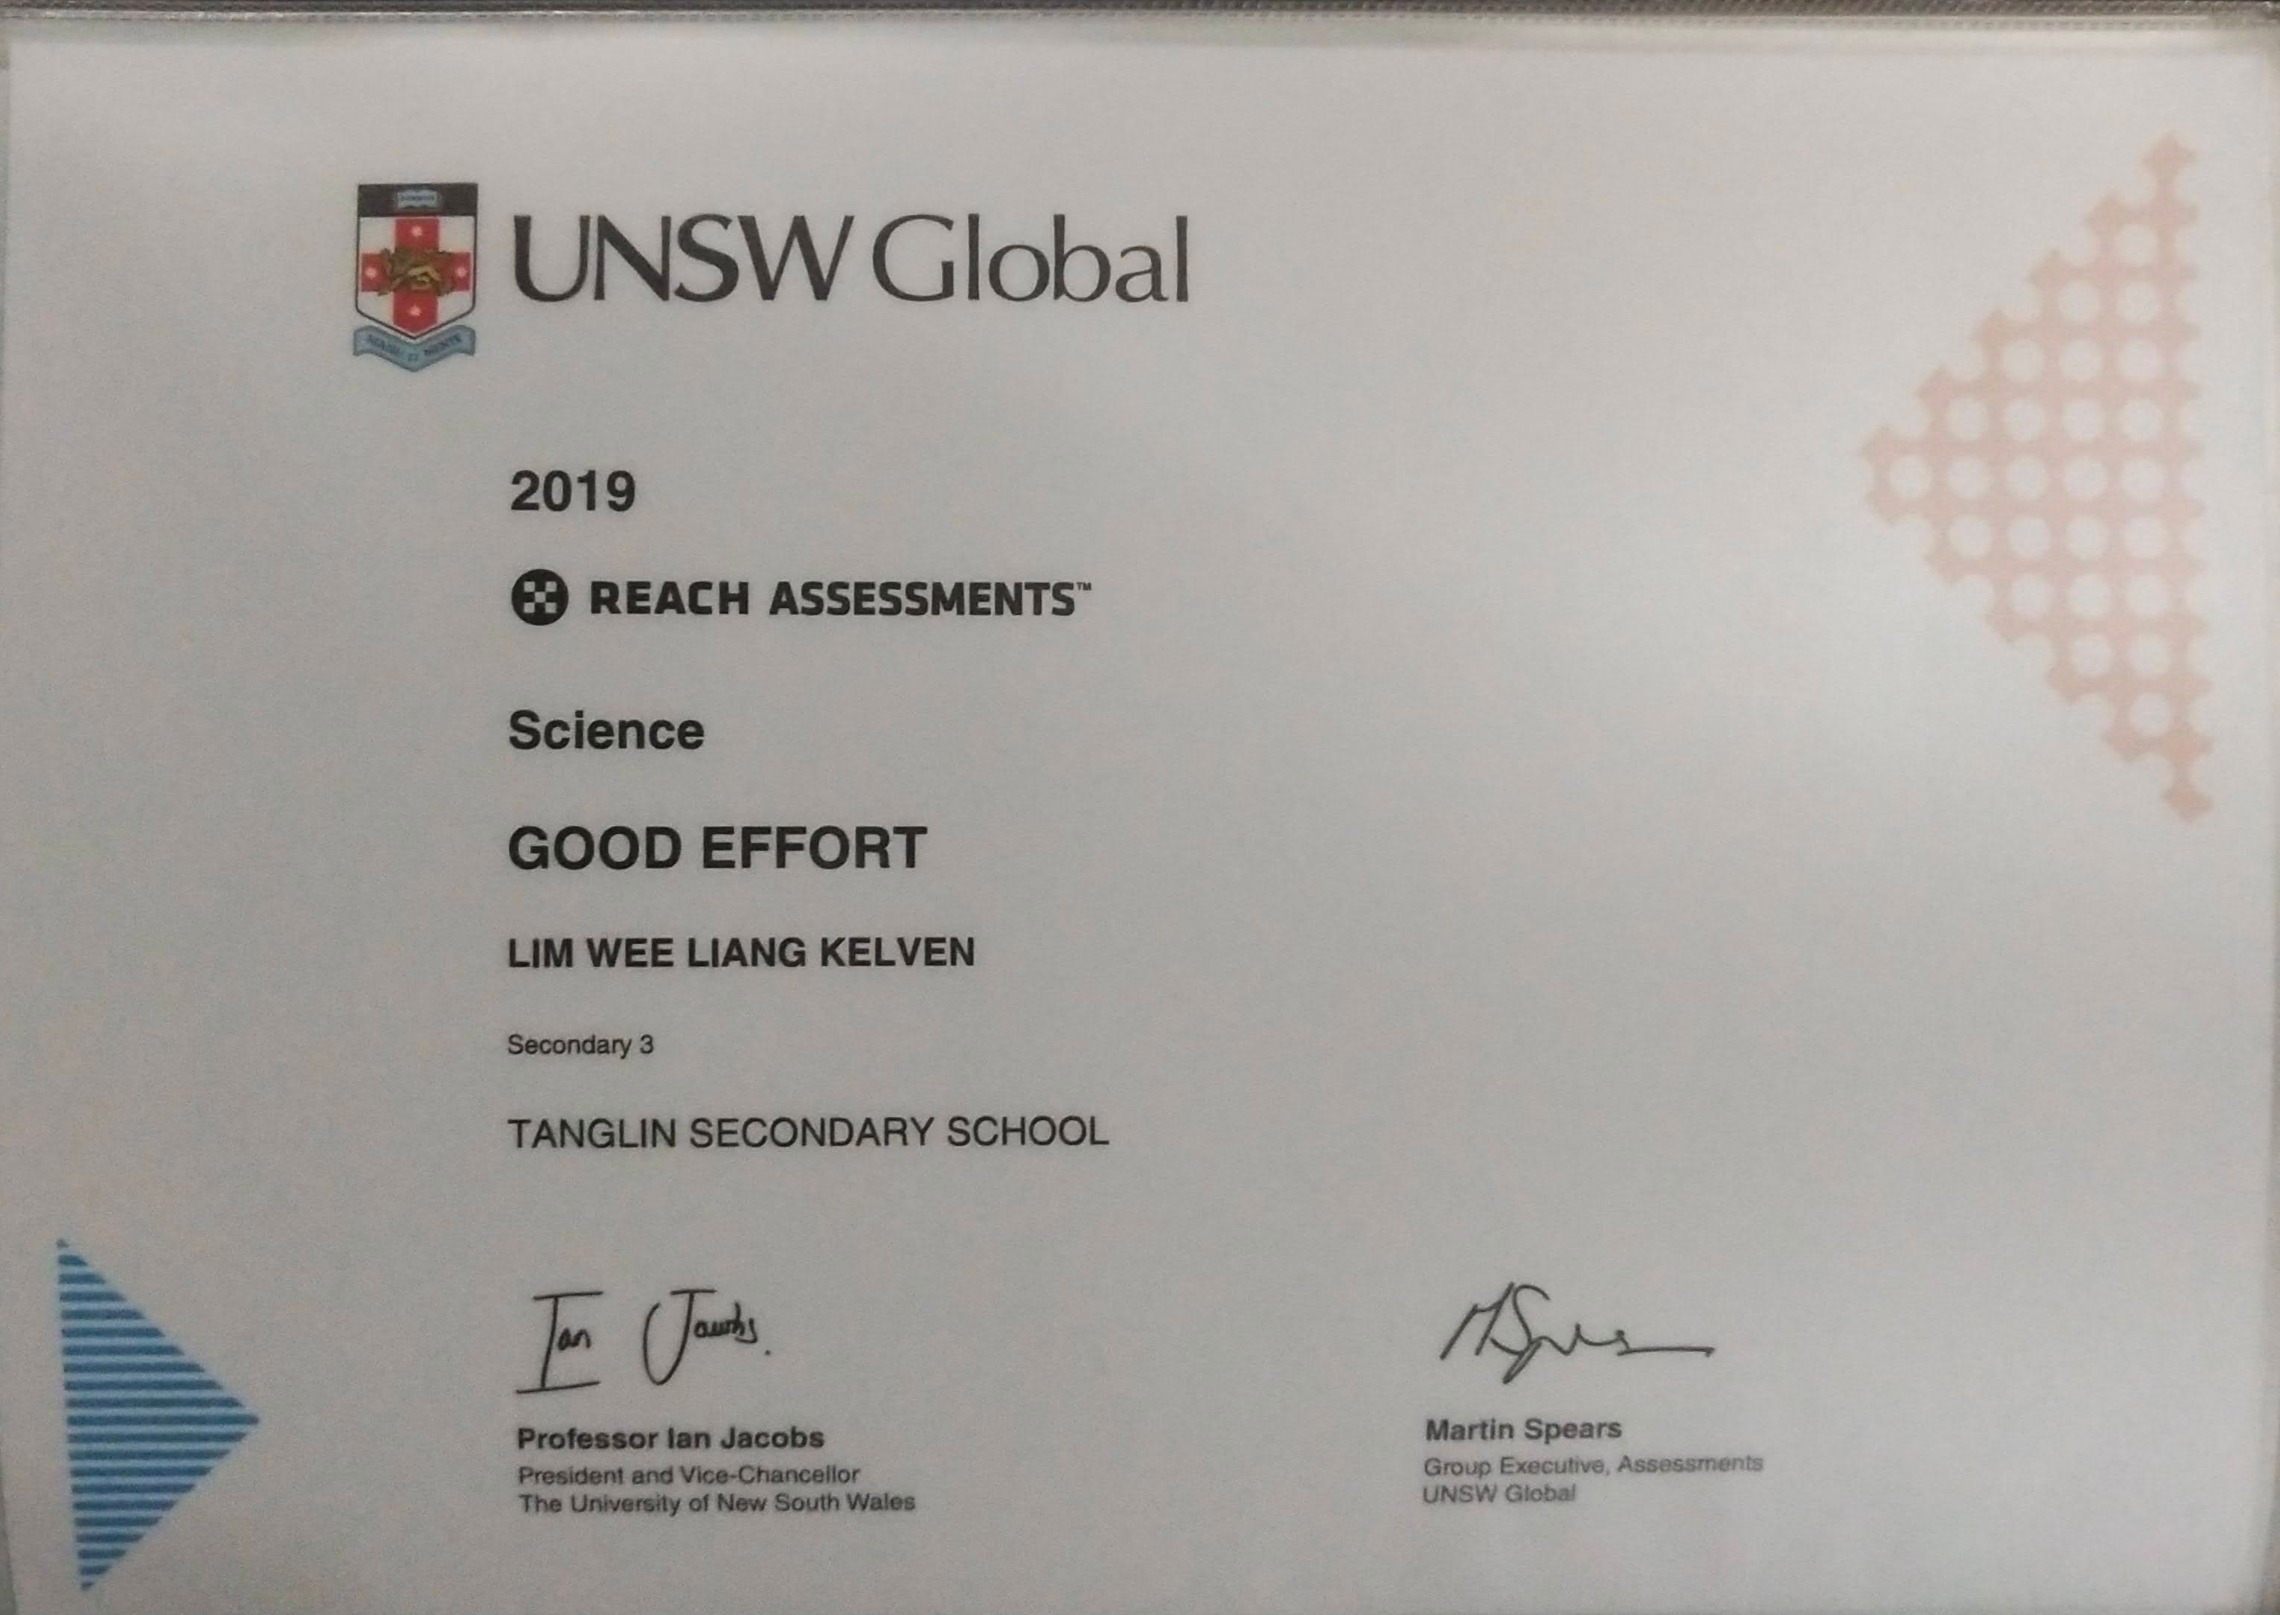 UNSW Global
2019
REACH ASSESSMENTS™
Science
GOOD EFFORT
LIM WEE LIANG KELVEN
Secondary 3
TANGLIN SECONDARY SCHOOL
Ian Jacobs.
MSpears
Professor Ian Jacobs
President and Vice-Chancellor
The University of New South Wales
Martin Spears
Group Executive, Assessments
UNSW Global